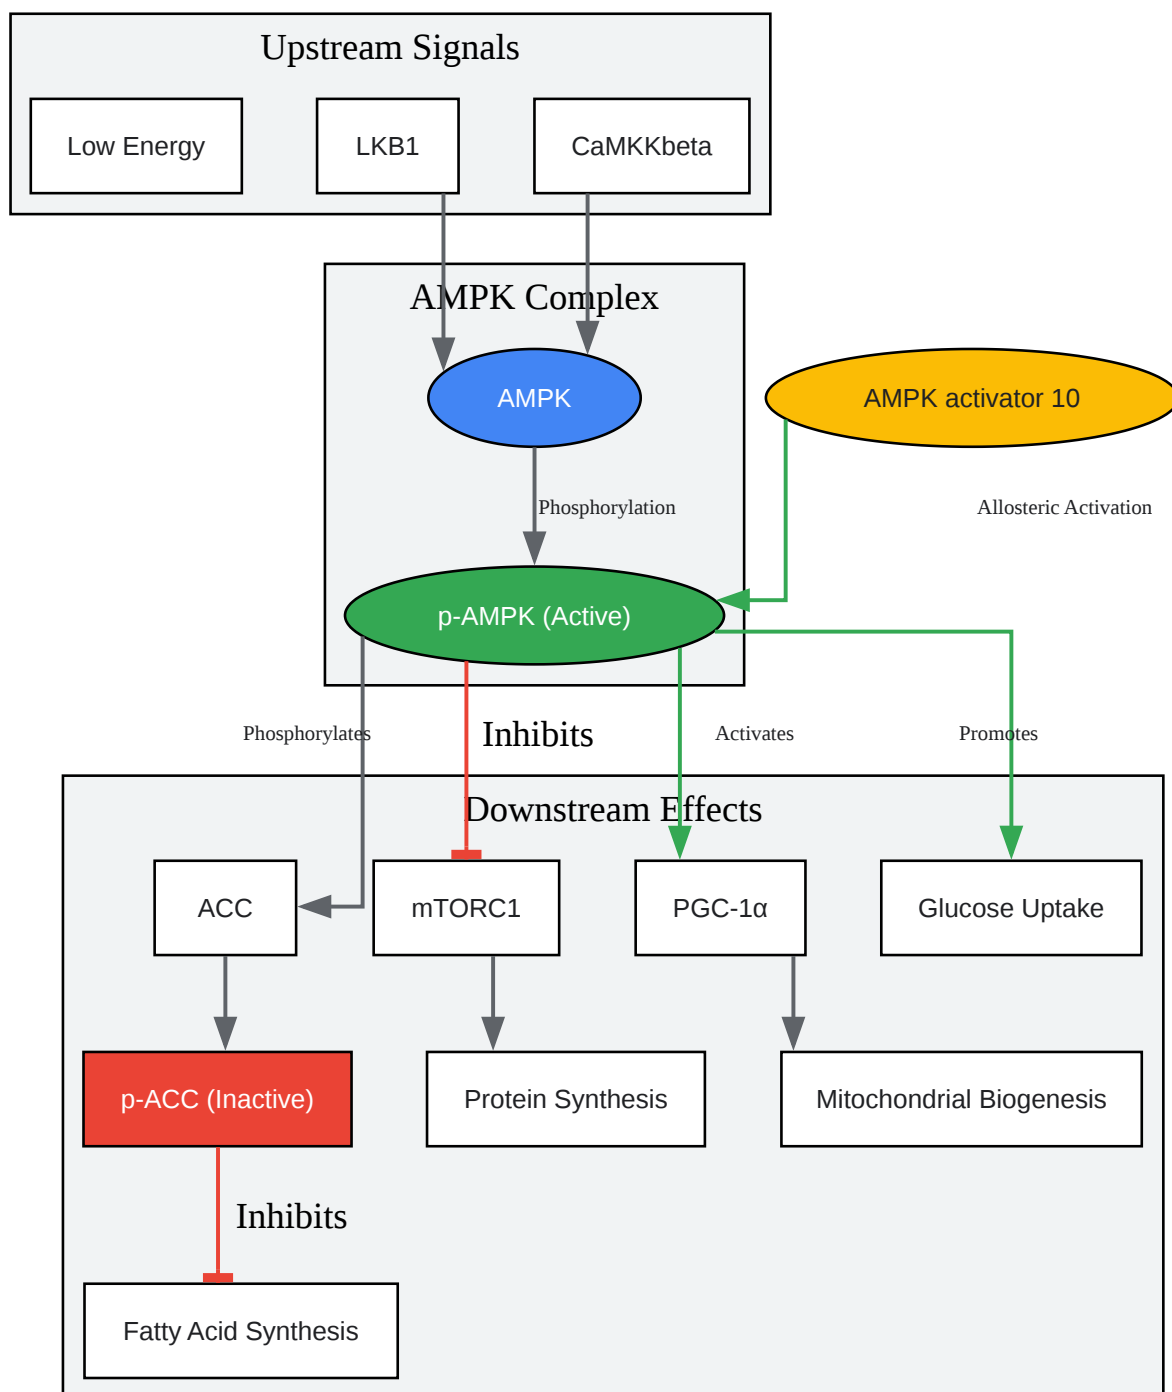 Upstream Signals
Low Energy
LKB1
CaMKKbeta
AMPK Complex
AMPK
AMPK activator 10
Phosphorylation
Allosteric Activation
p-AMPK (Active)
Phosphorylates
Inhibits
Activates
Promotes
Downstream Effects
ACC
mTORC1
PGC-1α
Glucose Uptake
p-ACC (Inactive)
Protein Synthesis
Mitochondrial Biogenesis
Inhibits
Fatty Acid Synthesis